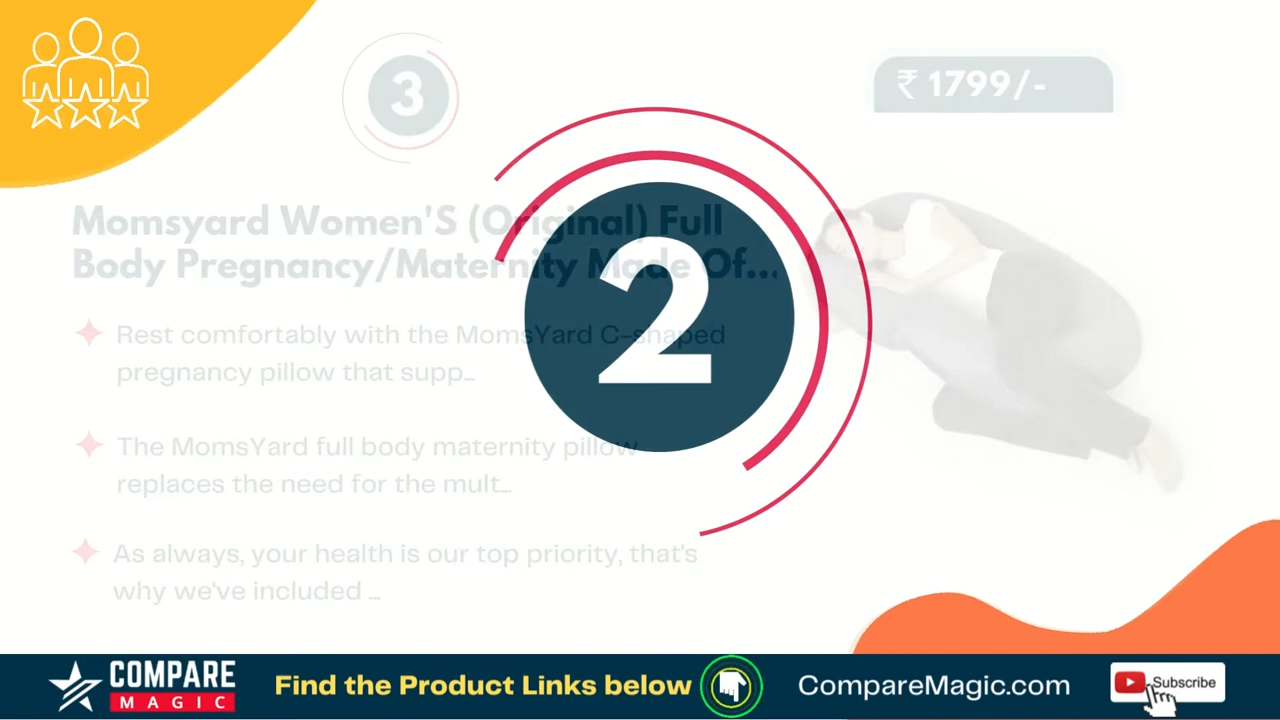 3
₹ 1799/-
2
Momsyard Women'S (Original) Full
Body Pregnancy/Maternity Made Of...
Rest comfortably with the MomsYard C-shaped
pregnancy pillow that supp...
The MomsYard full body maternity pillow
replaces the need for the mult...
As always, your health is our top priority, that's
why we've included ...
COMPARE
MAGIC
Find the Product Links below
CompareMagic.com
Subscribe